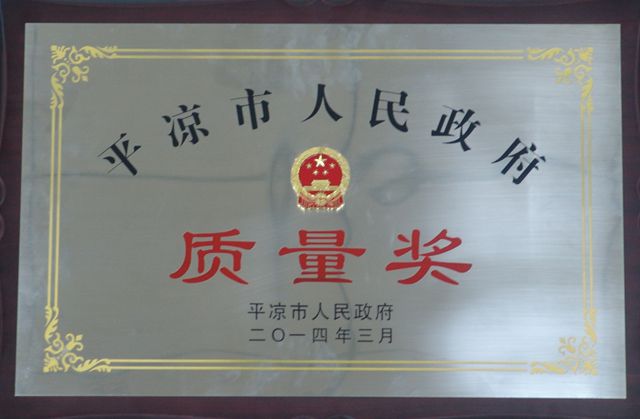 平凉市人民政府
质量奖
平凉市人民政府
二〇一四年三月